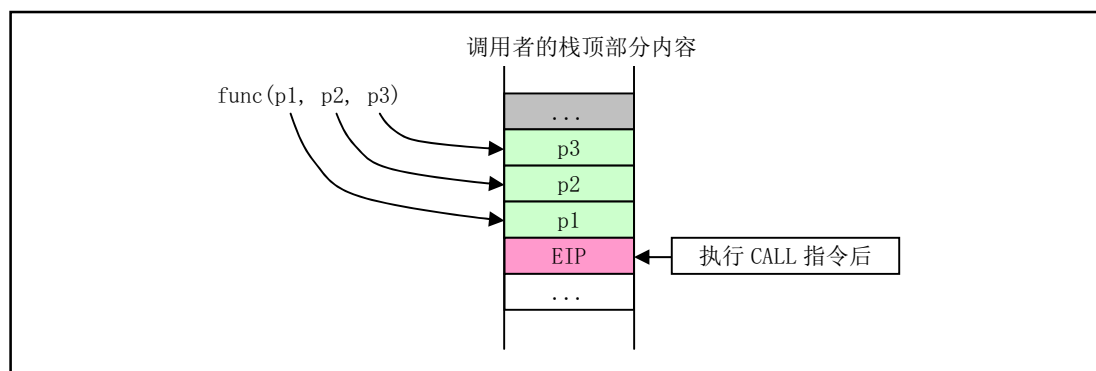 调用者的栈顶部分内容
func(p1, p2, p3)
...
p3
p2
p1
EIP
执行 CALL 指令后
...